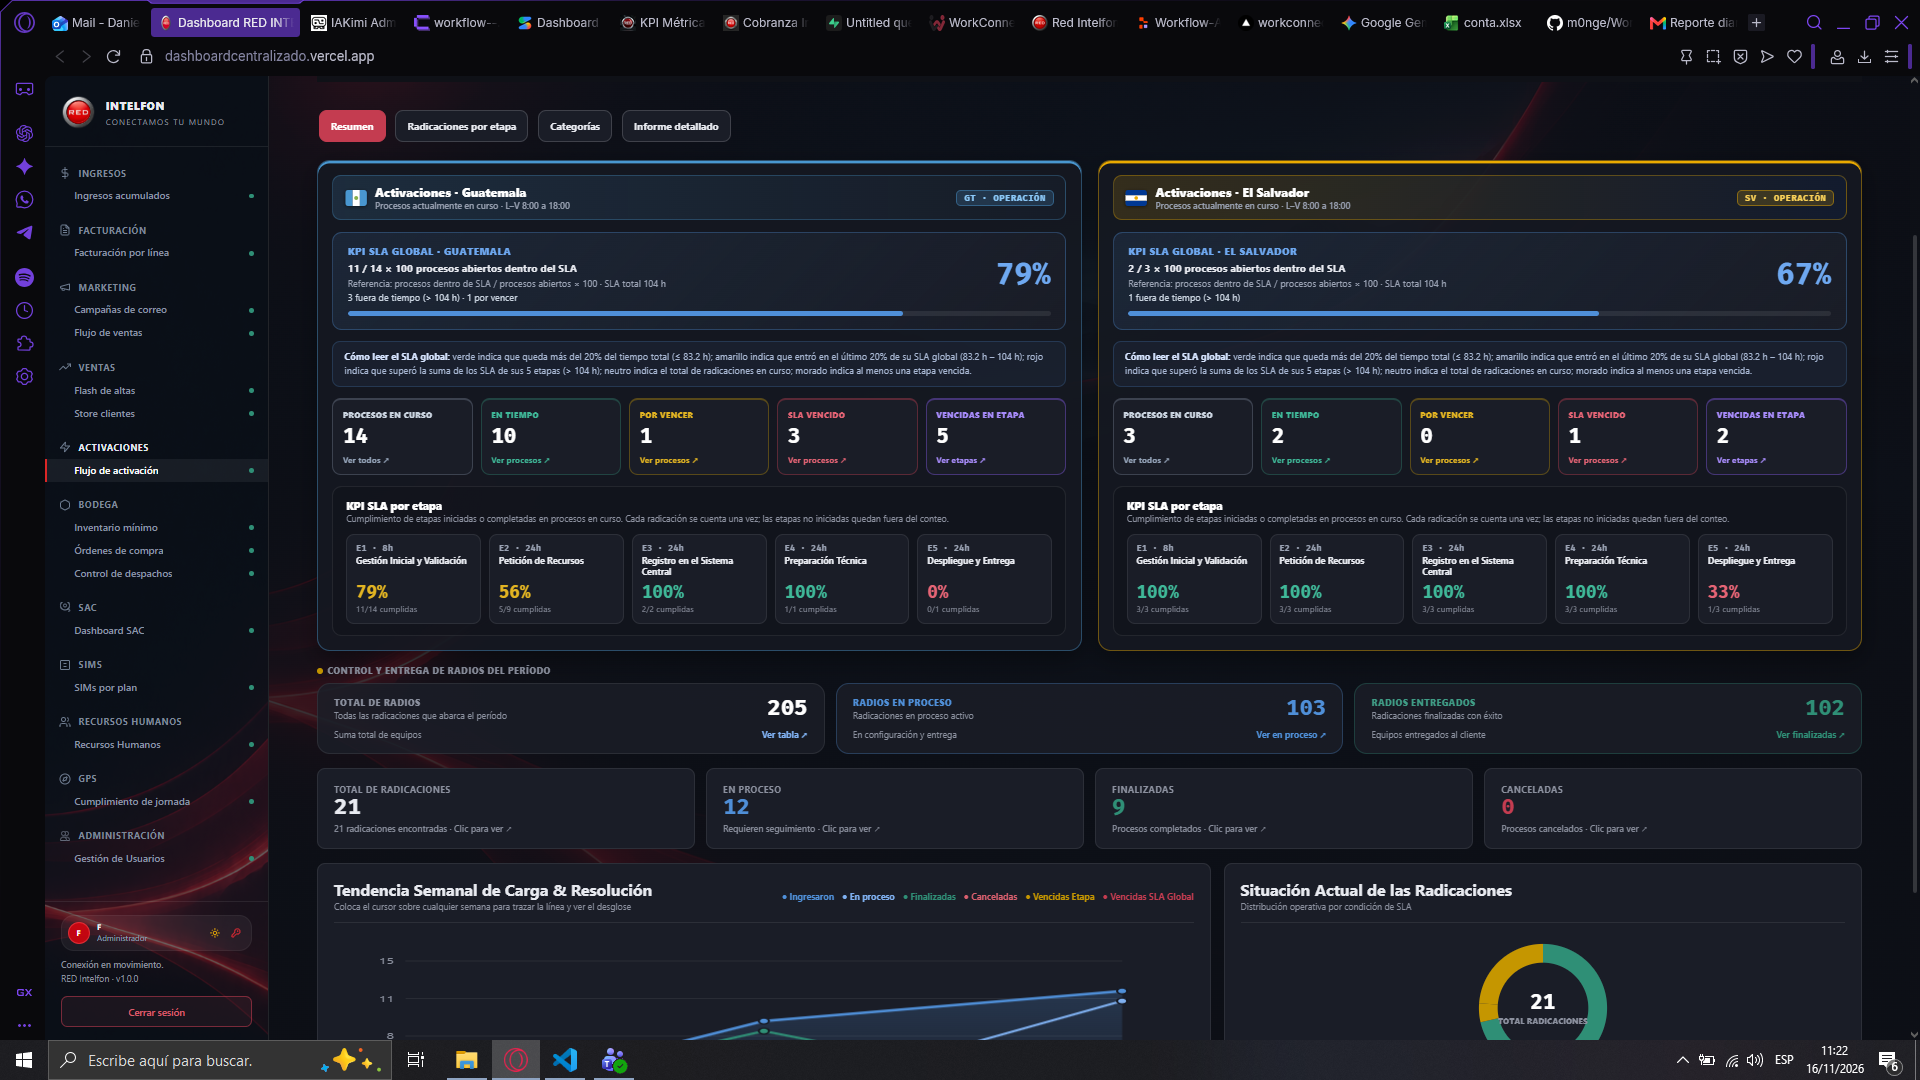 Mail - Danie
Dashboard RED INT
IAKimi Adm
workflow--
Dashboard
KPI Métrica
Cobranza I
Untitled qu
WorkConne
Red Intelfor
Workflow-A
workconne
Google Ger
conta.xlsx
m0nge/Wo
Reporte dia
dashboardcentralizado.vercel.app
RED
INTELFON
CONECTAMOS TU MUNDO
INGRESOS
Ingresos acumulados
FACTURACIÓN
Facturación por línea
MARKETING
Campañas de correo
Flujo de ventas
VENTAS
Flash de altas
Store clientes
ACTIVACIONES
Flujo de activación
BODEGA
Inventario mínimo
Órdenes de compra
Control de despachos
SAC
Dashboard SAC
SIMS
SIMs por plan
RECURSOS HUMANOS
Recursos Humanos
GPS
Cumplimiento de jornada
ADMINISTRACIÓN
Gestión de Usuarios
F
F
Administrador
Conexión en movimiento.
RED Intelfon · v1.0.0
Cerrar sesión
GX
Resumen
Radicaciones por etapa
Categorías
Informe detallado
Activaciones · Guatemala
Procesos actualmente en curso · L–V 8:00 a 18:00
GT · OPERACIÓN
KPI SLA GLOBAL · GUATEMALA
11 / 14 × 100 procesos abiertos dentro del SLA
Referencia: procesos dentro de SLA / procesos abiertos × 100 · SLA total 104 h
3 fuera de tiempo (> 104 h) · 1 por vencer
79%
Cómo leer el SLA global: verde indica que queda más del 20% del tiempo total (≤ 83.2 h); amarillo indica que entró en el último 20% de su SLA global (83.2 h – 104 h); rojo
indica que superó la suma de los SLA de sus 5 etapas (> 104 h); neutro indica el total de radicaciones en curso; morado indica al menos una etapa vencida.
PROCESOS EN CURSO
14
Ver todos ↗
EN TIEMPO
10
Ver procesos ↗
POR VENCER
1
Ver procesos ↗
SLA VENCIDO
3
Ver procesos ↗
VENCIDAS EN ETAPA
5
Ver etapas ↗
KPI SLA por etapa
Cumplimiento de etapas iniciadas o completadas en procesos en curso. Cada radicación se cuenta una vez; las etapas no iniciadas quedan fuera del conteo.
E1 · 8h
Gestión Inicial y Validación
79%
11/14 cumplidas
E2 · 24h
Petición de Recursos
56%
5/9 cumplidas
E3 · 24h
Registro en el Sistema
Central
100%
2/2 cumplidas
E4 · 24h
Preparación Técnica
100%
1/1 cumplidas
E5 · 24h
Despliegue y Entrega
0%
0/1 cumplidas
Activaciones · El Salvador
Procesos actualmente en curso · L–V 8:00 a 18:00
SV · OPERACIÓN
KPI SLA GLOBAL · EL SALVADOR
2 / 3 × 100 procesos abiertos dentro del SLA
Referencia: procesos dentro de SLA / procesos abiertos × 100 · SLA total 104 h
1 fuera de tiempo (> 104 h)
67%
Cómo leer el SLA global: verde indica que queda más del 20% del tiempo total (≤ 83.2 h); amarillo indica que entró en el último 20% de su SLA global (83.2 h – 104 h); rojo
indica que superó la suma de los SLA de sus 5 etapas (> 104 h); neutro indica el total de radicaciones en curso; morado indica al menos una etapa vencida.
PROCESOS EN CURSO
3
Ver todos ↗
EN TIEMPO
2
Ver procesos ↗
POR VENCER
0
Ver procesos ↗
SLA VENCIDO
1
Ver procesos ↗
VENCIDAS EN ETAPA
2
Ver etapas ↗
KPI SLA por etapa
Cumplimiento de etapas iniciadas o completadas en procesos en curso. Cada radicación se cuenta una vez; las etapas no iniciadas quedan fuera del conteo.
E1 · 8h
Gestión Inicial y Validación
100%
3/3 cumplidas
E2 · 24h
Petición de Recursos
100%
3/3 cumplidas
E3 · 24h
Registro en el Sistema
Central
100%
3/3 cumplidas
E4 · 24h
Preparación Técnica
100%
3/3 cumplidas
E5 · 24h
Despliegue y Entrega
33%
1/3 cumplidas
CONTROL Y ENTREGA DE RADIOS DEL PERÍODO
TOTAL DE RADIOS
Todas las radicaciones que abarca el período
205
Suma total de equipos
Ver tabla ↗
RADIOS EN PROCESO
Radicaciones en proceso activo
103
En configuración y entrega
Ver en proceso ↗
RADIOS ENTREGADOS
Radicaciones finalizadas con éxito
102
Equipos entregados al cliente
Ver finalizadas ↗
TOTAL DE RADICACIONES
21
21 radicaciones encontradas · Clic para ver ↗
EN PROCESO
12
Requieren seguimiento · Clic para ver ↗
FINALIZADAS
9
Procesos completados · Clic para ver ↗
CANCELADAS
0
Procesos cancelados · Clic para ver ↗
Tendencia Semanal de Carga & Resolución
Coloca el cursor sobre cualquier semana para trazar la línea y ver el desglose
Ingresaron
En proceso
Finalizadas
Canceladas
Vencidas Etapa
Vencidas SLA Global
15
11
8
Situación Actual de las Radicaciones
Distribución operativa por condición de SLA
21
TOTAL RADICACIONES
Escribe aquí para buscar.
ESP
11:22
16/11/2026
6